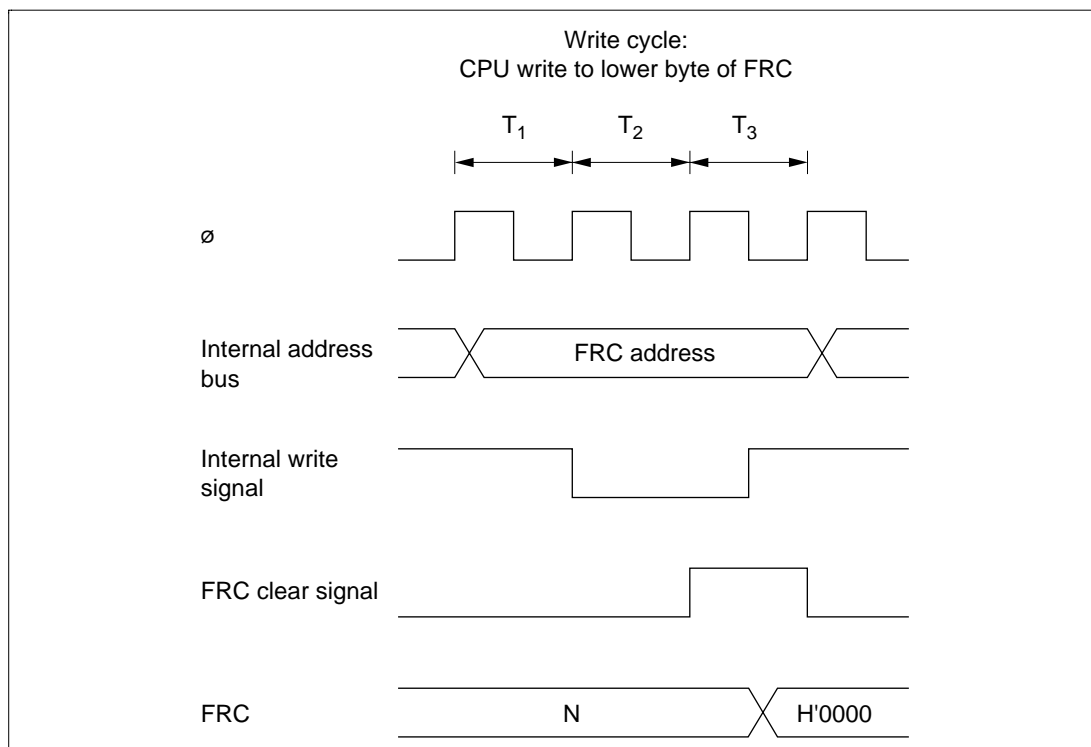 Write cycle:
CPU write to lower byte of FRC
T1 T2 T3
ø
Internal address
bus
FRC address
Internal write
signal
FRC clear signal
FRC N H'0000